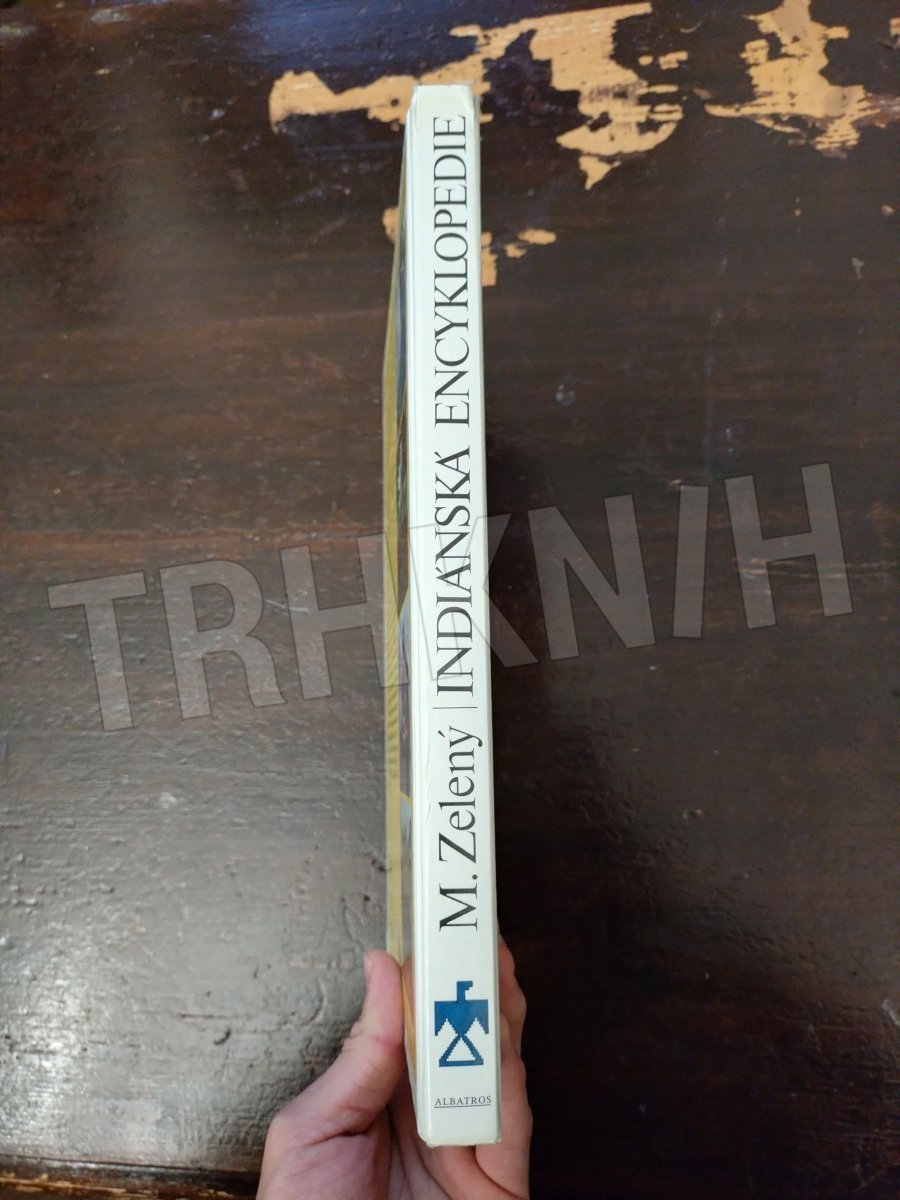 M. Zelený | INDIÁNSKÁ ENCYKLOPEDIE
ALBATROS
TRHKNIH